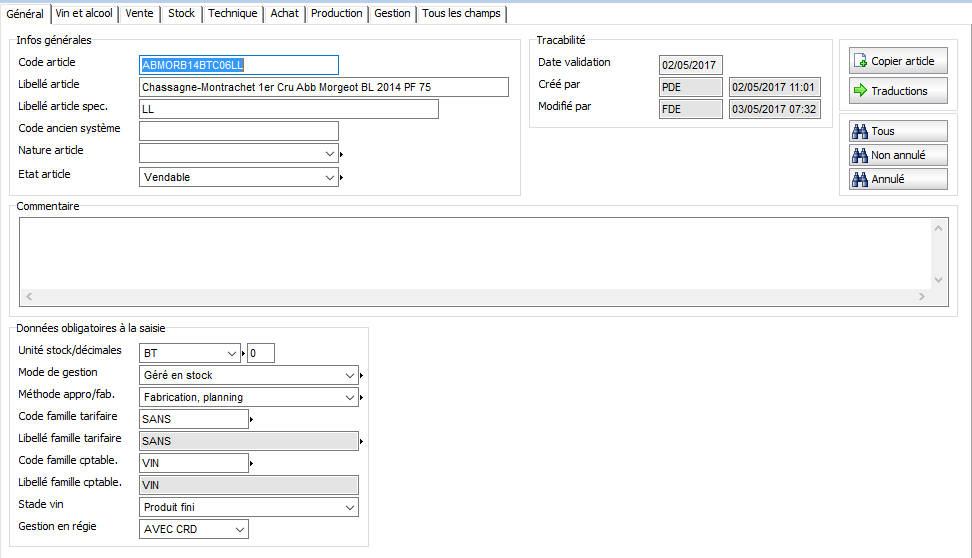 Général Vin et alcool Vente Stock Technique Achat Production Gestion Tous les champs
Infos générales
Code article ABMORB14BTC06LL
Libellé article Chassagne-Montrachet 1er Cru Abb Morgeot BL 2014 PF 75
Libellé article spec. LL
Code ancien système
Nature article
Etat article Vendable
Tracabilité
Date validation 02/05/2017
Créé par PDE 02/05/2017 11:01
Modifié par FDE 03/05/2017 07:32
Copier article
Traductions
Tous
Non annulé
Annulé
Commentaire
Données obligatoires à la saisie
Unité stock/décimales BT 0
Mode de gestion Géré en stock
Méthode appro/fab. Fabrication, planning
Code famille tarifaire SANS
Libellé famille tarifaire SANS
Code famille cptable. VIN
Libellé famille cptable. VIN
Stade vin Produit fini
Gestion en régie AVEC CRD